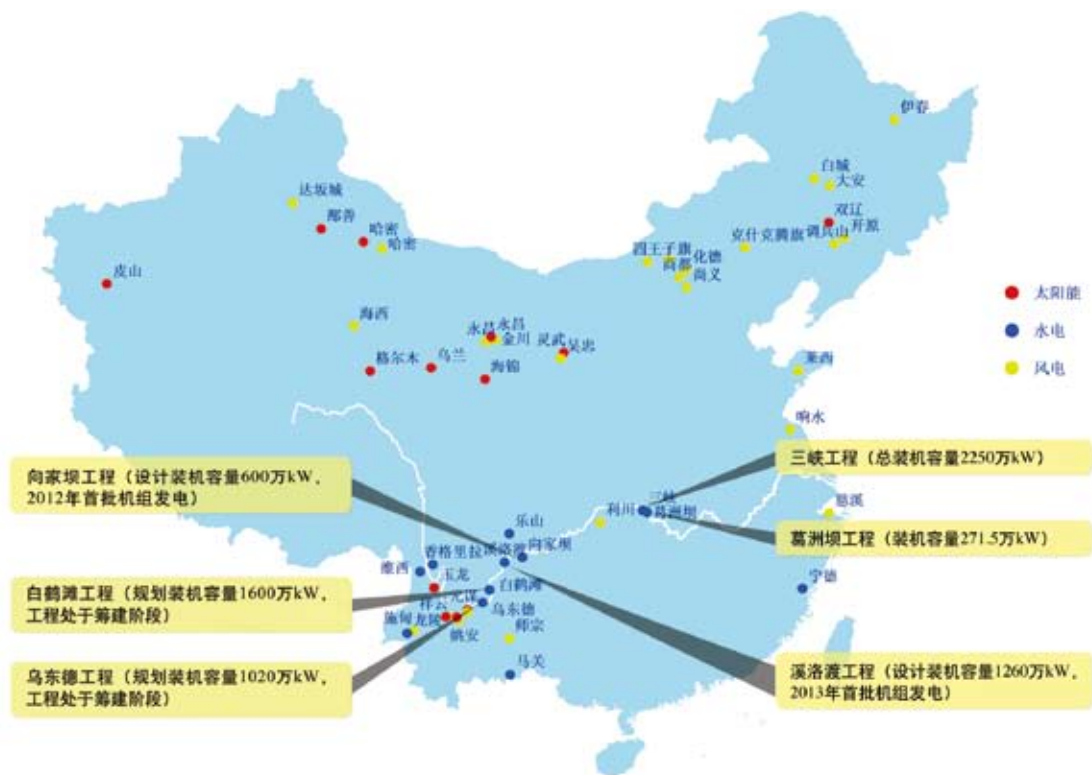 伊春
白城
大安
达坂城
双辽
鄯善
调兵山
开原
哈密
克什克腾旗
哈密
四王子旗
化德
商都
尚义
皮山
太阳能
海西
永昌
永昌
水电
金川
灵武
吴忠
格尔木
乌兰
海锦
莱西
风电
响水
向家坝工程（设计装机容量600万kW，
2012年首批机组发电）
三峡工程（总装机容量2250万kW）
三峡
利川
葛洲坝
慈溪
乐山
葛洲坝工程（装机容量271.5万kW）
香格里拉
溪洛渡
向家坝
维西
玉龙
宁德
白鹤滩工程（规划装机容量1600万kW，
工程处于筹建阶段）
白鹤滩
祥云
元谋
乌东德
施甸
龙陵
姚安
师宗
乌东德工程（规划装机容量1020万kW，
工程处于筹建阶段）
马关
溪洛渡工程（设计装机容量1260万kW，
2013年首批机组发电）